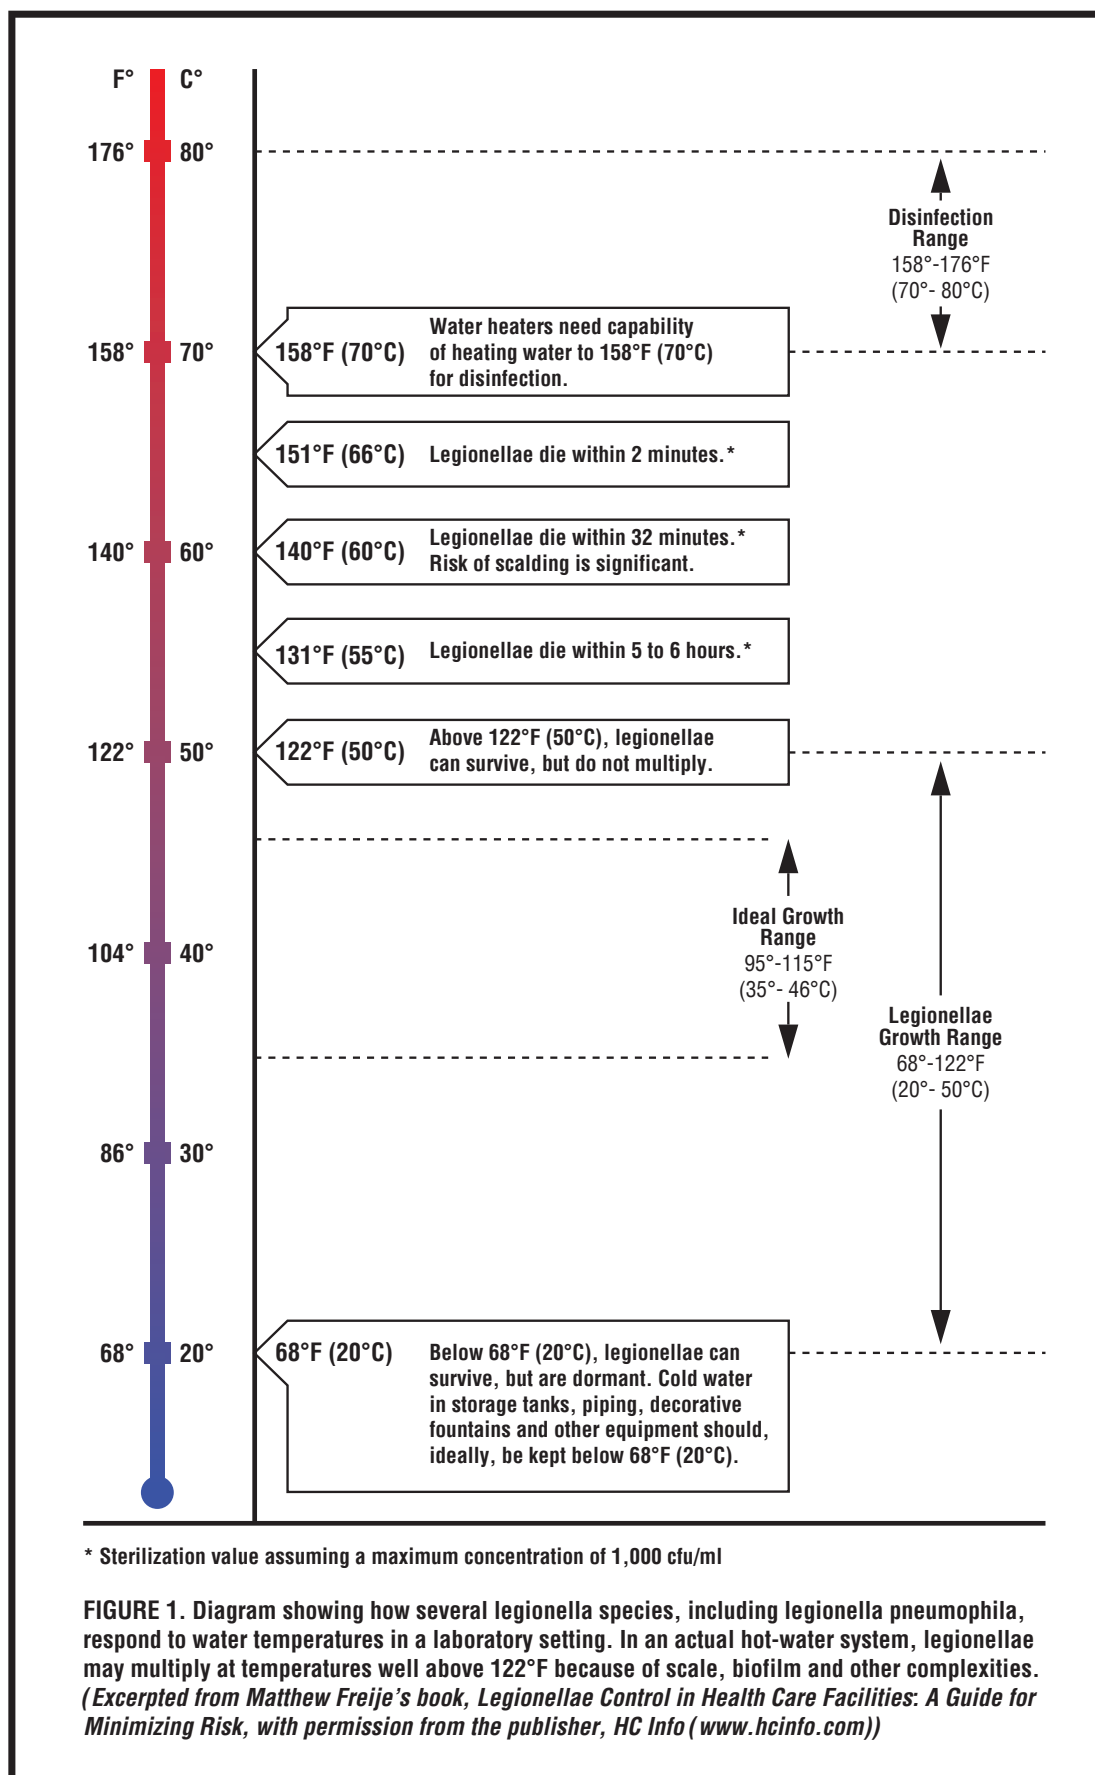 F° C°
176° 80°
Disinfection
Range
158°-176°F
(70°- 80°C)
158° 70°
158°F (70°C)
Water heaters need capability
of heating water to 158°F (70°C)
for disinfection.
151°F (66°C) Legionellae die within 2 minutes.*
140° 60°
140°F (60°C)
Legionellae die within 32 minutes.*
Risk of scalding is significant.
131°F (55°C) Legionellae die within 5 to 6 hours.*
122° 50°
122°F (50°C)
Above 122°F (50°C), legionellae
can survive, but do not multiply.
Ideal Growth
Range
95°-115°F
(35°- 46°C)
104° 40°
Legionellae
Growth Range
68°-122°F
(20°- 50°C)
86° 30°
68° 20°
68°F (20°C)
Below 68°F (20°C), legionellae can
survive, but are dormant. Cold water
in storage tanks, piping, decorative
fountains and other equipment should,
ideally, be kept below 68°F (20°C).
* Sterilization value assuming a maximum concentration of 1,000 cfu/ml
FIGURE 1. Diagram showing how several legionella species, including legionella pneumophila,
respond to water temperatures in a laboratory setting. In an actual hot-water system, legionellae
may multiply at temperatures well above 122°F because of scale, biofilm and other complexities.
(Excerpted from Matthew Freije's book, Legionellae Control in Health Care Facilities: A Guide for
Minimizing Risk, with permission from the publisher, HC Info (www.hcinfo.com))